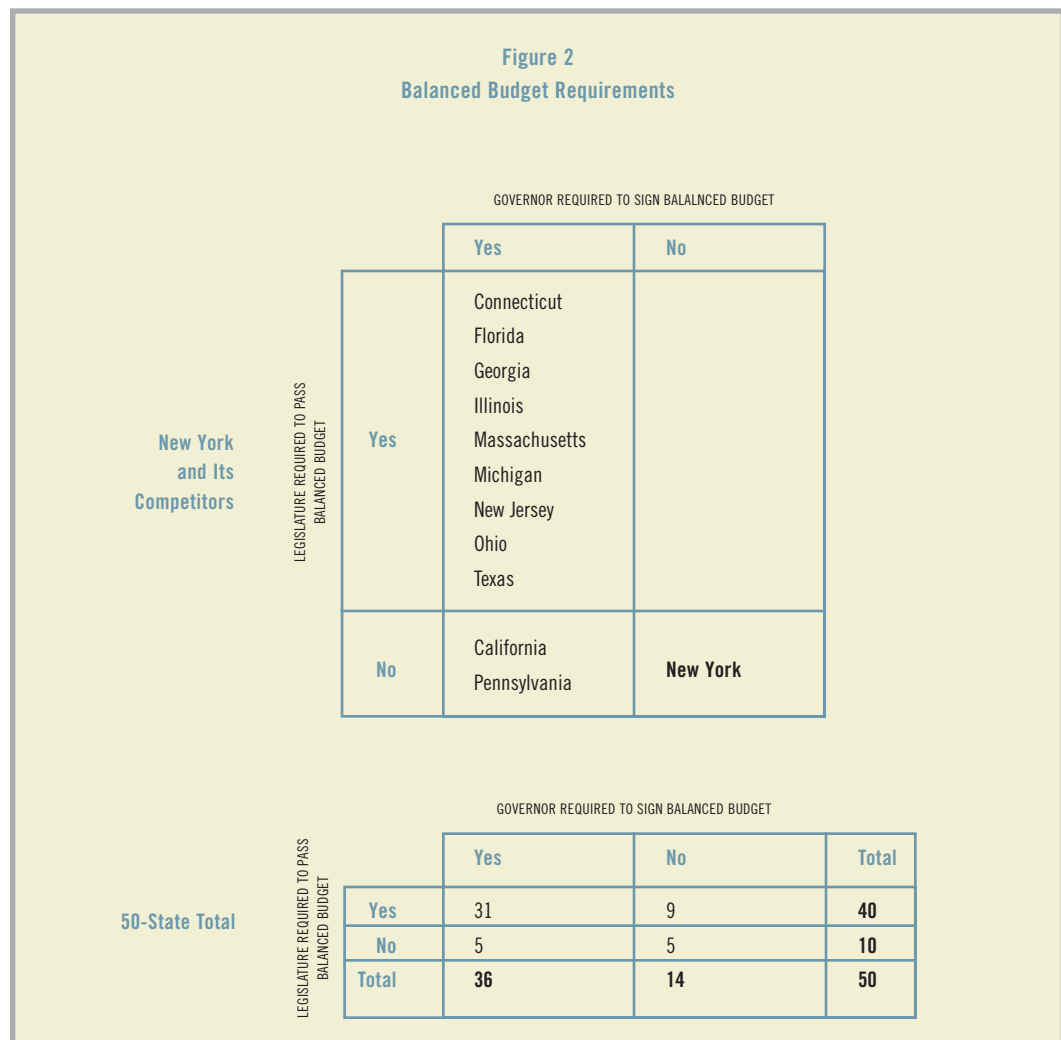 Figure 2
Balanced Budget Requirements
GOVERNOR REQUIRED TO SIGN BALALNCED BUDGET
Yes No
New York
and Its
Competitors
LEGISLATURE REQUIRED TO PASS
BALANCED BUDGET
Yes
Connecticut
Florida
Georgia
Illinois
Massachusetts
Michigan
New Jersey
Ohio
Texas
No
California
Pennsylvania
New York
GOVERNOR REQUIRED TO SIGN BALANCED BUDGET
50-State Total
LEGISLATURE REQUIRED TO PASS
BALANCED BUDGET
Yes No Total
Yes 31 9 40
No 5 5 10
Total 36 14 50